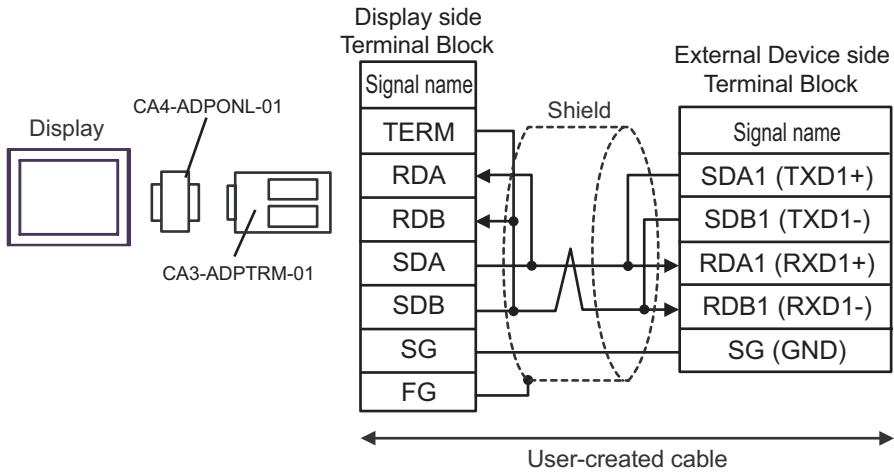 Display side
Terminal Block
External Device side
Terminal Block
Signal name
CA4-ADPONL-01
Shield
Display
TERM
Signal name
RDA
SDA1 (TXD1+)
RDB
SDB1 (TXD1-)
SDA
RDA1 (RXD1+)
CA3-ADPTRM-01
SDB
RDB1 (RXD1-)
SG
SG (GND)
FG
User-created cable